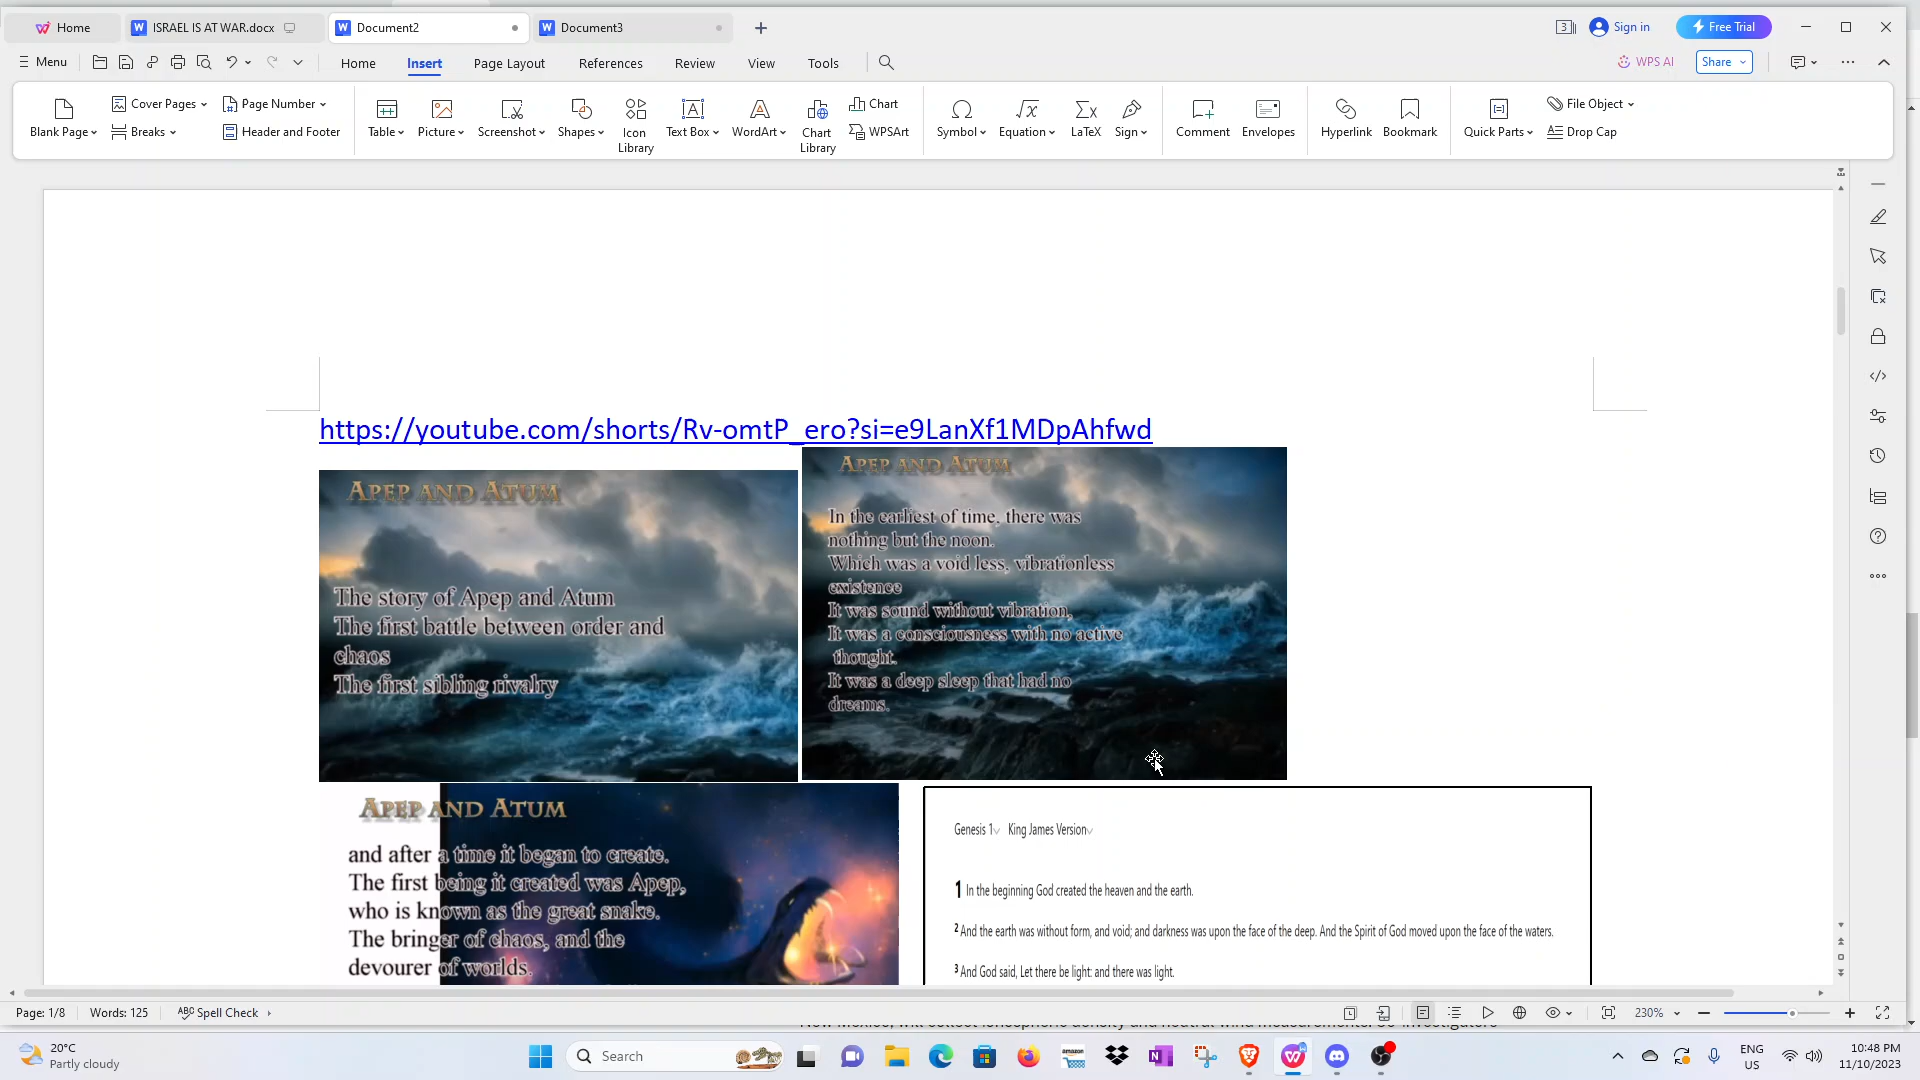 Home
ISRAEL IS AT WAR.docx
Document2
Document3
Sign in
Free Trial
Menu
Home
Insert
Page Layout
References
Review
View
Tools
WPS AI
Share
Blank Page
Cover Pages
Breaks
Page Number
Header and Footer
Table
Picture
Screenshot
Shapes
Icon
Library
Text Box
WordArt
Chart
Library
Chart
WPSArt
Symbol
Equation
LaTeX
Sign
Comment
Envelopes
Hyperlink
Bookmark
Quick Parts
File Object
Drop Cap
https://youtube.com/shorts/Rv-omtP_ero?si=e9LanXf1MDpAhfwd
APEP AND ATUM
The story of Apep and Atum
The first battle between order and
chaos
The first sibling rivalry
APEP AND ATUM
In the earliest of time, there was
nothing but the noon.
Which was a void less, vibrationless
existence
It was sound without vibration,
It was a consciousness with no active
thought.
It was a deep sleep that had no
dreams.
APEP AND ATUM
and after a time it began to create.
The first being it created was Apep,
who is known as the great snake.
The bringer of chaos, and the
devourer of worlds.
Genesis 1 King James Version
1 In the beginning God created the heaven and the earth.
2 And the earth was without form, and void; and darkness was upon the face of the deep. And the Spirit of God moved upon the face of the waters.
3 And God said, Let there be light: and there was light.
Page: 1/8
Words: 125
Spell Check
230%
20°C
Partly cloudy
Search
amazon
ENG
US
10:48 PM
11/10/2023